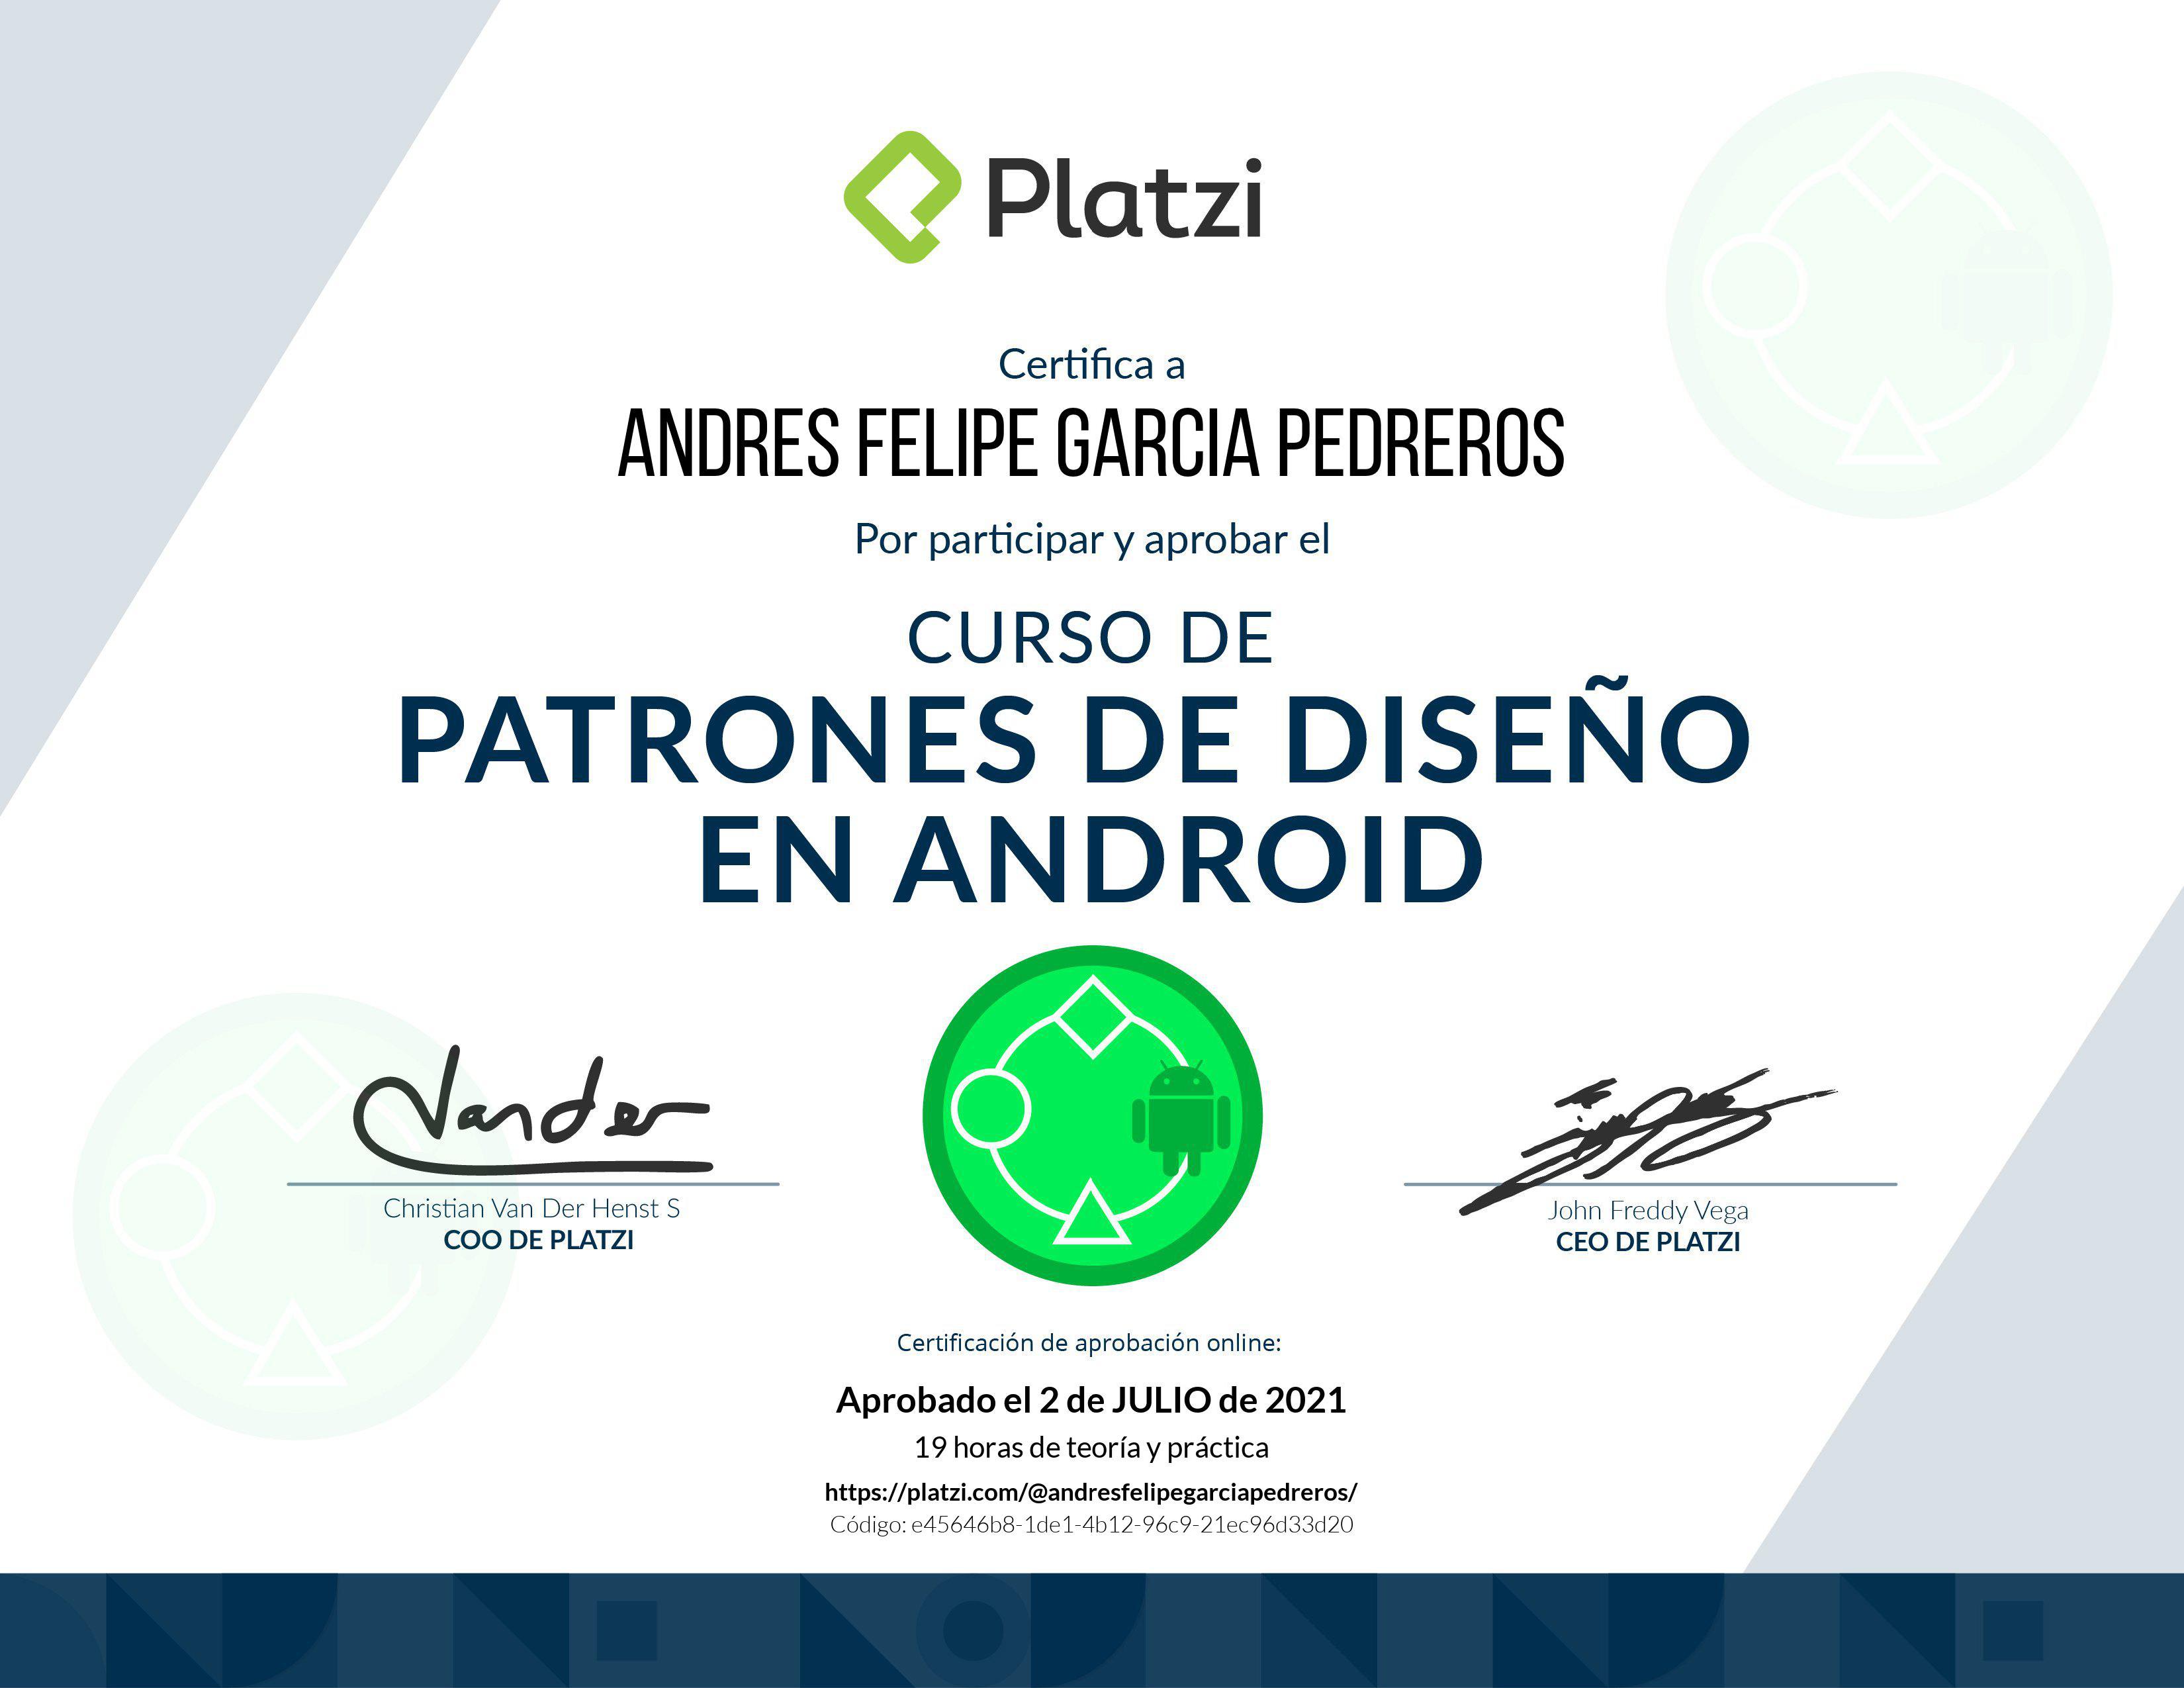 Platzi
Certifica a
ANDRES FELIPE GARCIA PEDREROS
Por participar y aprobar el
CURSO DE
PATRONES DE DISEÑO
EN ANDROID
Vander
Christian Van Der Henst S
COO DE PLATZI
John Freddy Vega
CEO DE PLATZI
Certificación de aprobación online:
Aprobado el 2 de JULIO de 2021
19 horas de teoría y práctica
https://platzi.com/@andresfelipegarciapedreros/
Código: e45646b8-1de1-4b12-96c9-21ec96d33d20